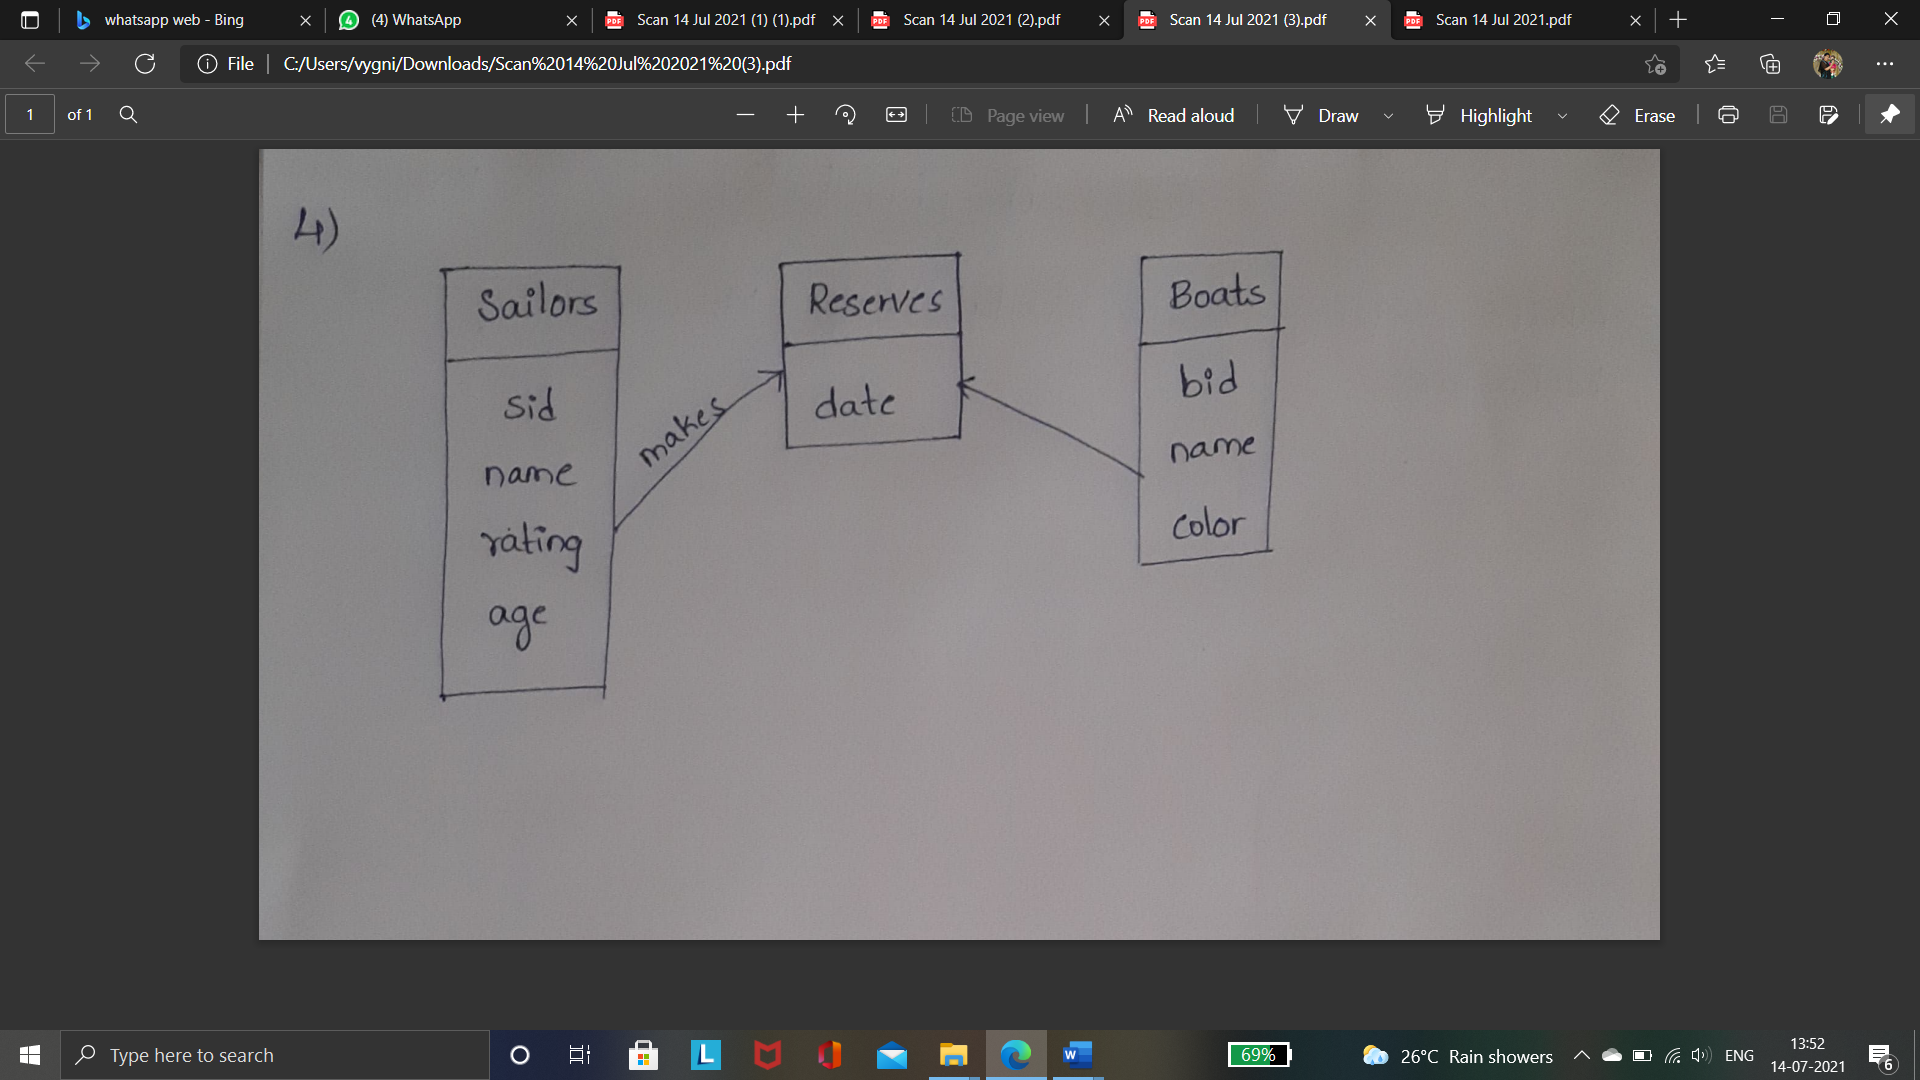 whatsapp web - Bing
(4) WhatsApp
Scan 14 Jul 2021 (1) (1).pdf
Scan 14 Jul 2021 (2).pdf
Scan 14 Jul 2021 (3).pdf
Scan 14 Jul 2021.pdf
File
C:/Users/vygni/Downloads/Scan%2014%20Jul%202021%20(3).pdf
1 of 1
Page view
Read aloud
Draw
Highlight
Erase
4)
Sailors
sid
name
rating
age
makes
Reserves
date
Boats
bid
name
color
Type here to search
69%
26°C Rain showers
ENG
13:52
14-07-2021
6